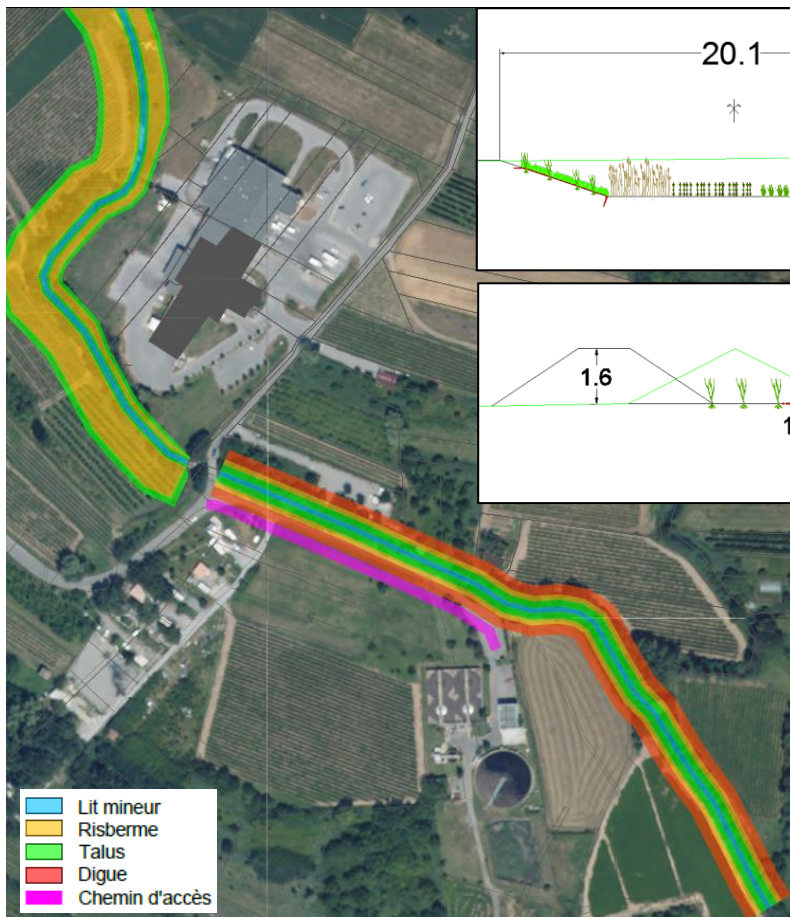 20.1
1.6
1
Lit mineur
Risberme
Talus
Digue
Chemin d'accès